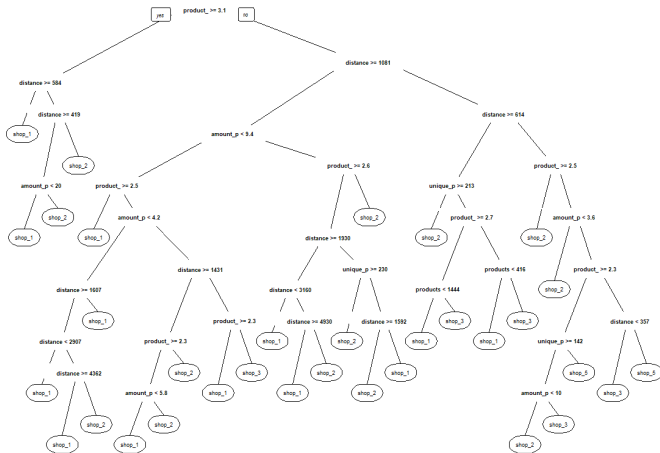 yes product_ >= 3.1 re
distance >= 1081
distance >= 584
distance >= 419 distance >= 614
shop_1 amount_p < 9.4
shop_2 product_ >= 2.6 product_ >= 2.5
amount_p < 20 product_ >= 2.5 unique_p >= 213
shop_2 amount_p < 4.2 shop_2 product_ >= 2.7 amount_p < 3.6
shop_1 shop_1 distance >= 1930 shop_2 shop_2
distance >= 1431 unique_p >= 230 products < 416 product_ >= 2.3
distance >= 1607 distance < 3160 products < 1444 shop_2
shop_1 product_ >= 2.3 distance >= 4930 distance >= 1592 shop_3 distance < 357
distance < 2907 product_ >= 2.3 shop_1 shop_2 shop_1 shop_1 shop_3 unique_p >= 142
distance >= 4362 shop_2 shop_1 shop_3 shop_1 shop_2 shop_2 shop_1 shop_5 shop_5
shop_1 amount_p < 5.8 amount_p < 10 shop_3
shop_2 shop_2 shop_3
shop_1 shop_1 shop_2